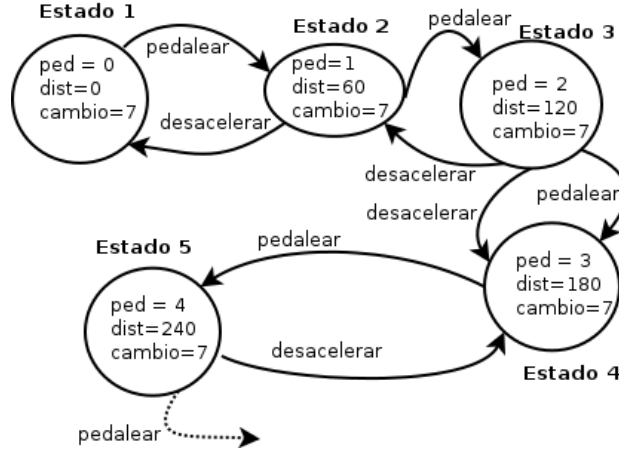 Estado 1
ped = 0
dist=0
cambio=7
pedalear
desacelerar
Estado 2
ped=1
dist=60
cambio=7
pedalear
desacelerar
Estado 3
ped = 2
dist=120
cambio=7
desacelerar
pedalear
ped = 3
dist=180
cambio=7
Estado 4
pedalear
desacelerar
Estado 5
ped = 4
dist=240
cambio=7
pedalear